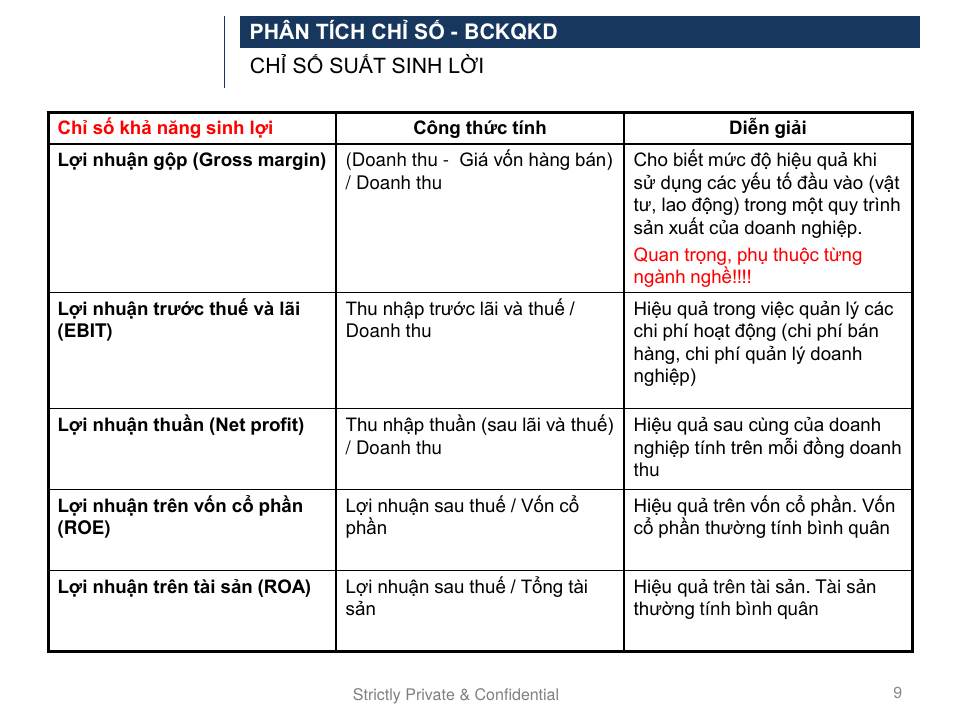 PHÂN TÍCH CHỈ SỐ - BCKQKD
CHỈ SỐ SUẤT SINH LỜI
Chỉ số khả năng sinh lợi
Công thức tính
Diễn giải
Lợi nhuận gộp (Gross margin)
(Doanh thu - Giá vốn hàng bán)
/ Doanh thu
Cho biết mức độ hiệu quả khi
sử dụng các yếu tố đầu vào (vật
tư, lao động) trong một quy trình
sản xuất của doanh nghiệp.
Quan trọng, phụ thuộc từng
ngành nghề!!!!
Lợi nhuận trước thuế và lãi
(EBIT)
Thu nhập trước lãi và thuế /
Doanh thu
Hiệu quả trong việc quản lý các
chi phí hoạt động (chi phí bán
hàng, chi phí quản lý doanh
nghiệp)
Lợi nhuận thuần (Net profit)
Thu nhập thuần (sau lãi và thuế)
/ Doanh thu
Hiệu quả sau cùng của doanh
nghiệp tính trên mỗi đồng doanh
thu
Lợi nhuận trên vốn cổ phần
(ROE)
Lợi nhuận sau thuế / Vốn cổ
phần
Hiệu quả trên vốn cổ phần. Vốn
cổ phần thường tính bình quân
Lợi nhuận trên tài sản (ROA)
Lợi nhuận sau thuế / Tổng tài
sản
Hiệu quả trên tài sản. Tài sản
thường tính bình quân
Strictly Private & Confidential
9